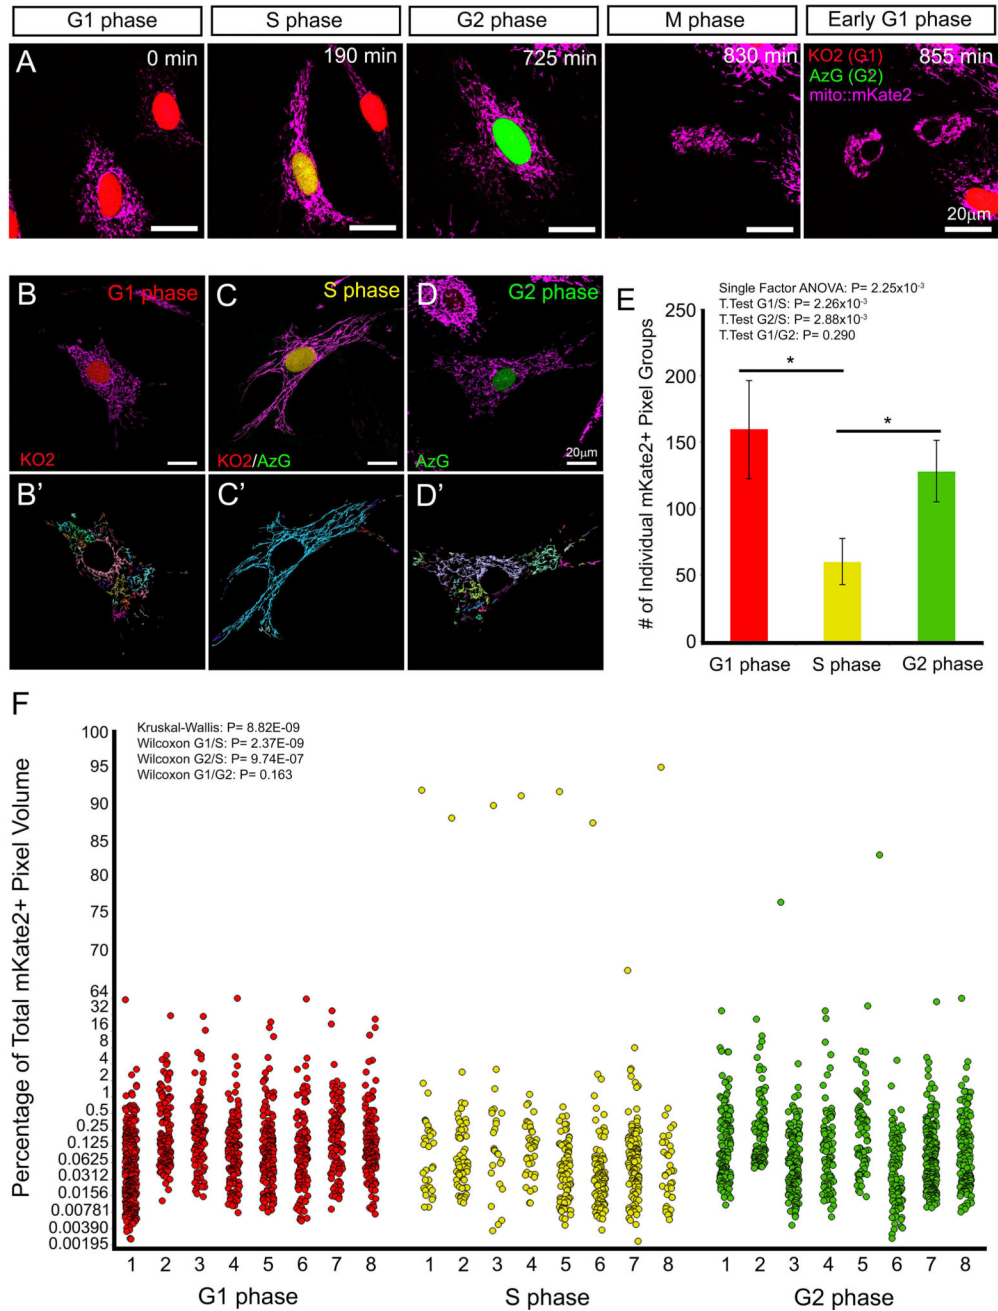 G1 phase
S phase
G2 phase
M phase
Early G1 phase
A
0 min
190 min
725 min
830 min
KO2 (G1)
855 min
AzG (G2)
mito::mKate2
20μm
B
G1 phase
KO2
C
S phase
KO2/AzG
D
G2 phase
AzG
20μm
B'
C'
D'
E
Single Factor ANOVA: P= 2.25x10⁻³
T.Test G1/S: P= 2.26x10⁻³
T.Test G2/S: P= 2.88x10⁻³
T.Test G1/G2: P= 0.290
# of Individual mKate2+ Pixel Groups
250
200
150
100
50
0
*
*
G1 phase
S phase
G2 phase
F
Kruskal-Wallis: P= 8.82E-09
Wilcoxon G1/S: P= 2.37E-09
Wilcoxon G2/S: P= 9.74E-07
Wilcoxon G1/G2: P= 0.163
Percentage of Total mKate2+ Pixel Volume
100
95
90
85
80
75
70
64
32
16
8
4
2
1
0.5
0.25
0.125
0.0625
0.0312
0.0156
0.00781
0.00390
0.00195
1 2 3 4 5 6 7 8
1 2 3 4 5 6 7 8
1 2 3 4 5 6 7 8
G1 phase
S phase
G2 phase